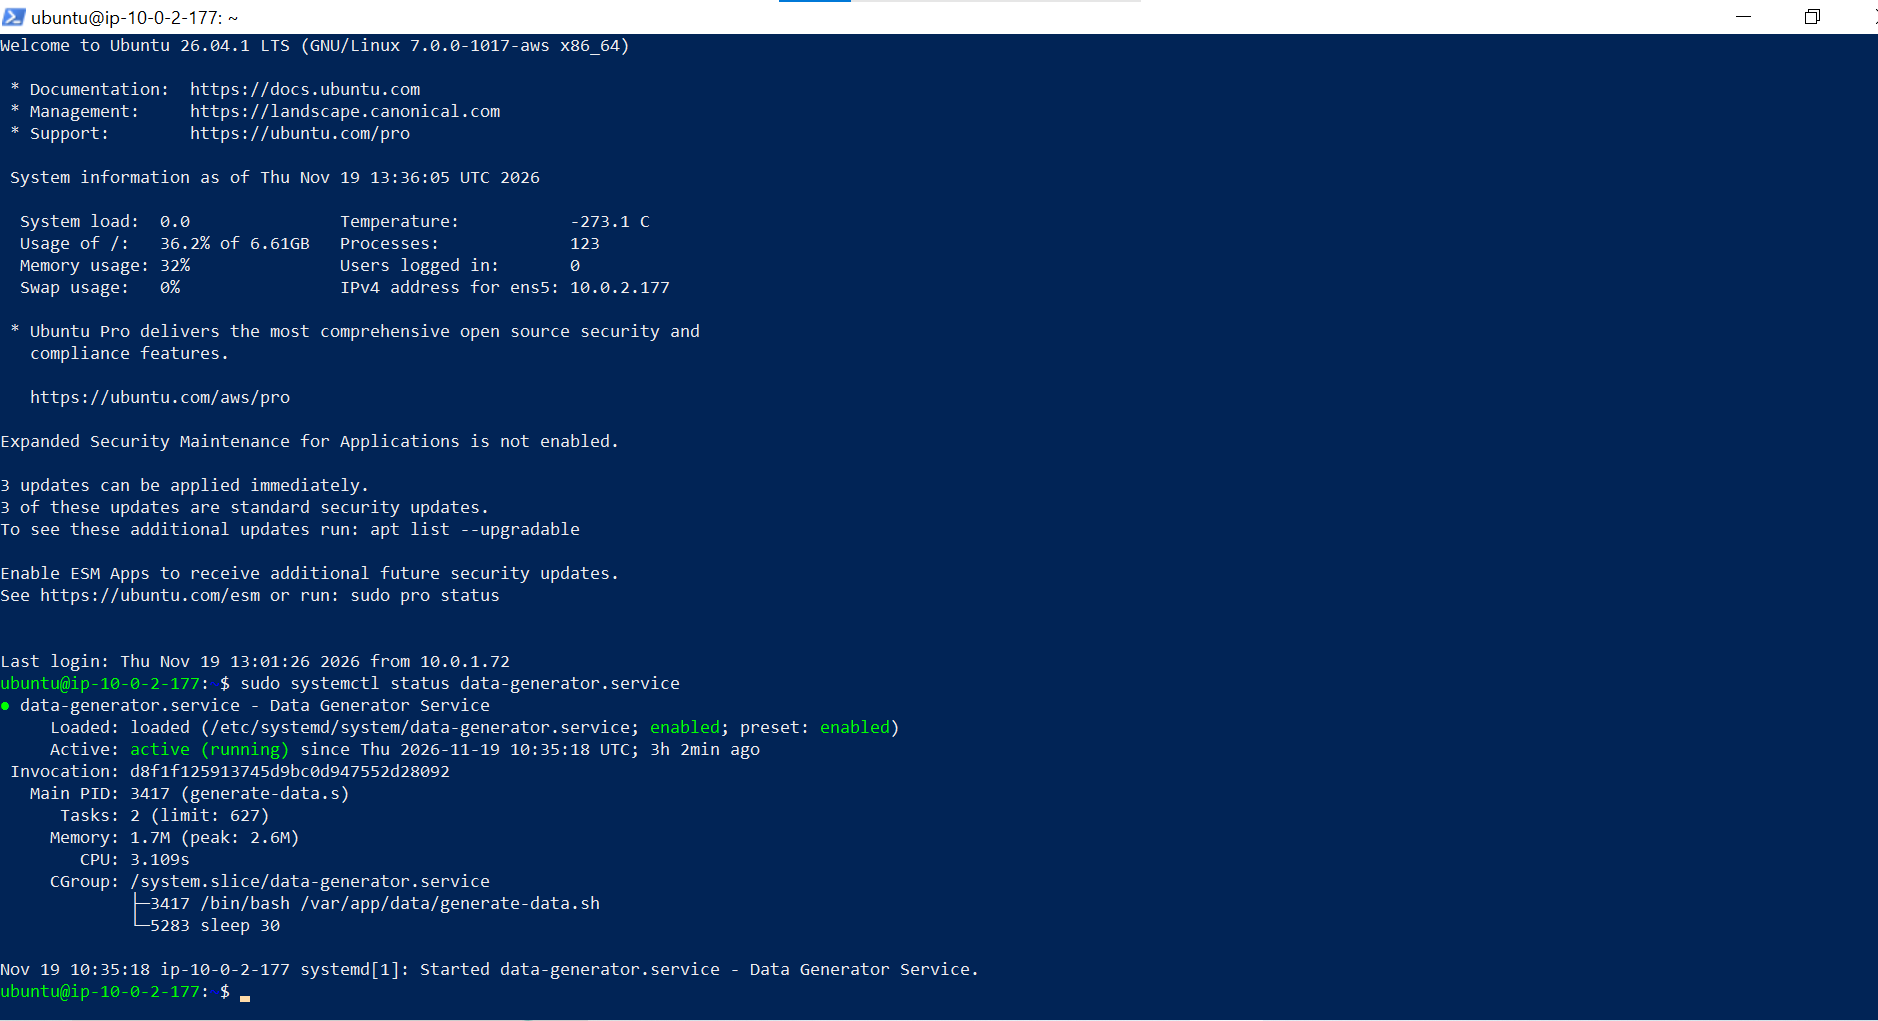 ubuntu@ip-10-0-2-177: ~
Welcome to Ubuntu 26.04.1 LTS (GNU/Linux 7.0.0-1017-aws x86_64)

 * Documentation:  https://docs.ubuntu.com
 * Management:     https://landscape.canonical.com
 * Support:        https://ubuntu.com/pro

 System information as of Thu Nov 19 13:36:05 UTC 2026

  System load:  0.0               Temperature:           -273.1 C
  Usage of /:   36.2% of 6.61GB   Processes:             123
  Memory usage: 32%               Users logged in:       0
  Swap usage:   0%                IPv4 address for ens5: 10.0.2.177

 * Ubuntu Pro delivers the most comprehensive open source security and
   compliance features.

   https://ubuntu.com/aws/pro

Expanded Security Maintenance for Applications is not enabled.

3 updates can be applied immediately.
3 of these updates are standard security updates.
To see these additional updates run: apt list --upgradable

Enable ESM Apps to receive additional future security updates.
See https://ubuntu.com/esm or run: sudo pro status


Last login: Thu Nov 19 13:01:26 2026 from 10.0.1.72
ubuntu@ip-10-0-2-177: $ sudo systemctl status data-generator.service
● data-generator.service - Data Generator Service
     Loaded: loaded (/etc/systemd/system/data-generator.service; enabled; preset: enabled)
     Active: active (running) since Thu 2026-11-19 10:35:18 UTC; 3h 2min ago
 Invocation: d8f1f125913745d9bc0d947552d28092
   Main PID: 3417 (generate-data.s)
      Tasks: 2 (limit: 627)
     Memory: 1.7M (peak: 2.6M)
        CPU: 3.109s
     CGroup: /system.slice/data-generator.service
             ├─3417 /bin/bash /var/app/data/generate-data.sh
             └─5283 sleep 30

Nov 19 10:35:18 ip-10-0-2-177 systemd[1]: Started data-generator.service - Data Generator Service.
ubuntu@ip-10-0-2-177: $